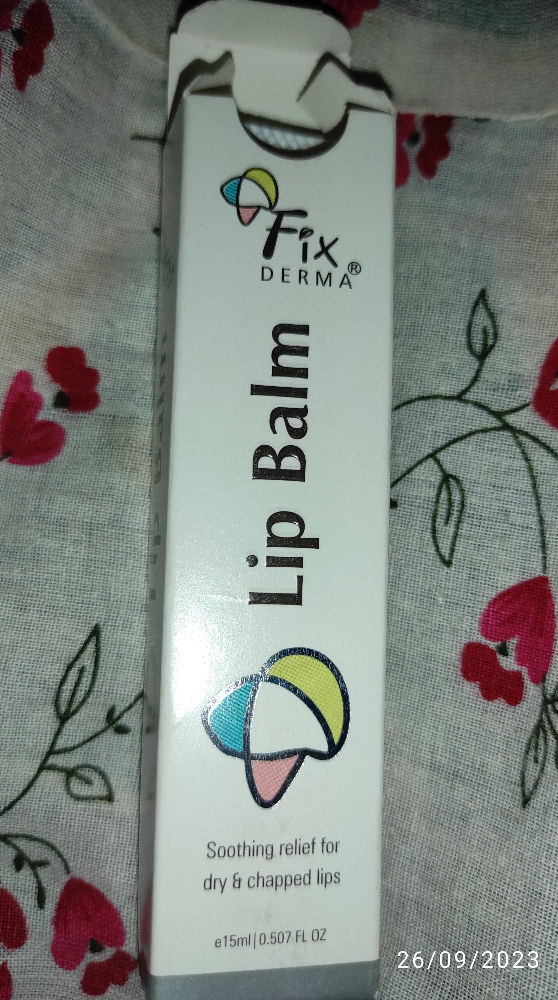 Fix
DERMA®
Lip Balm
Soothing relief for
dry & chapped lips
e15ml|0.507 FL OZ
26/09/2023